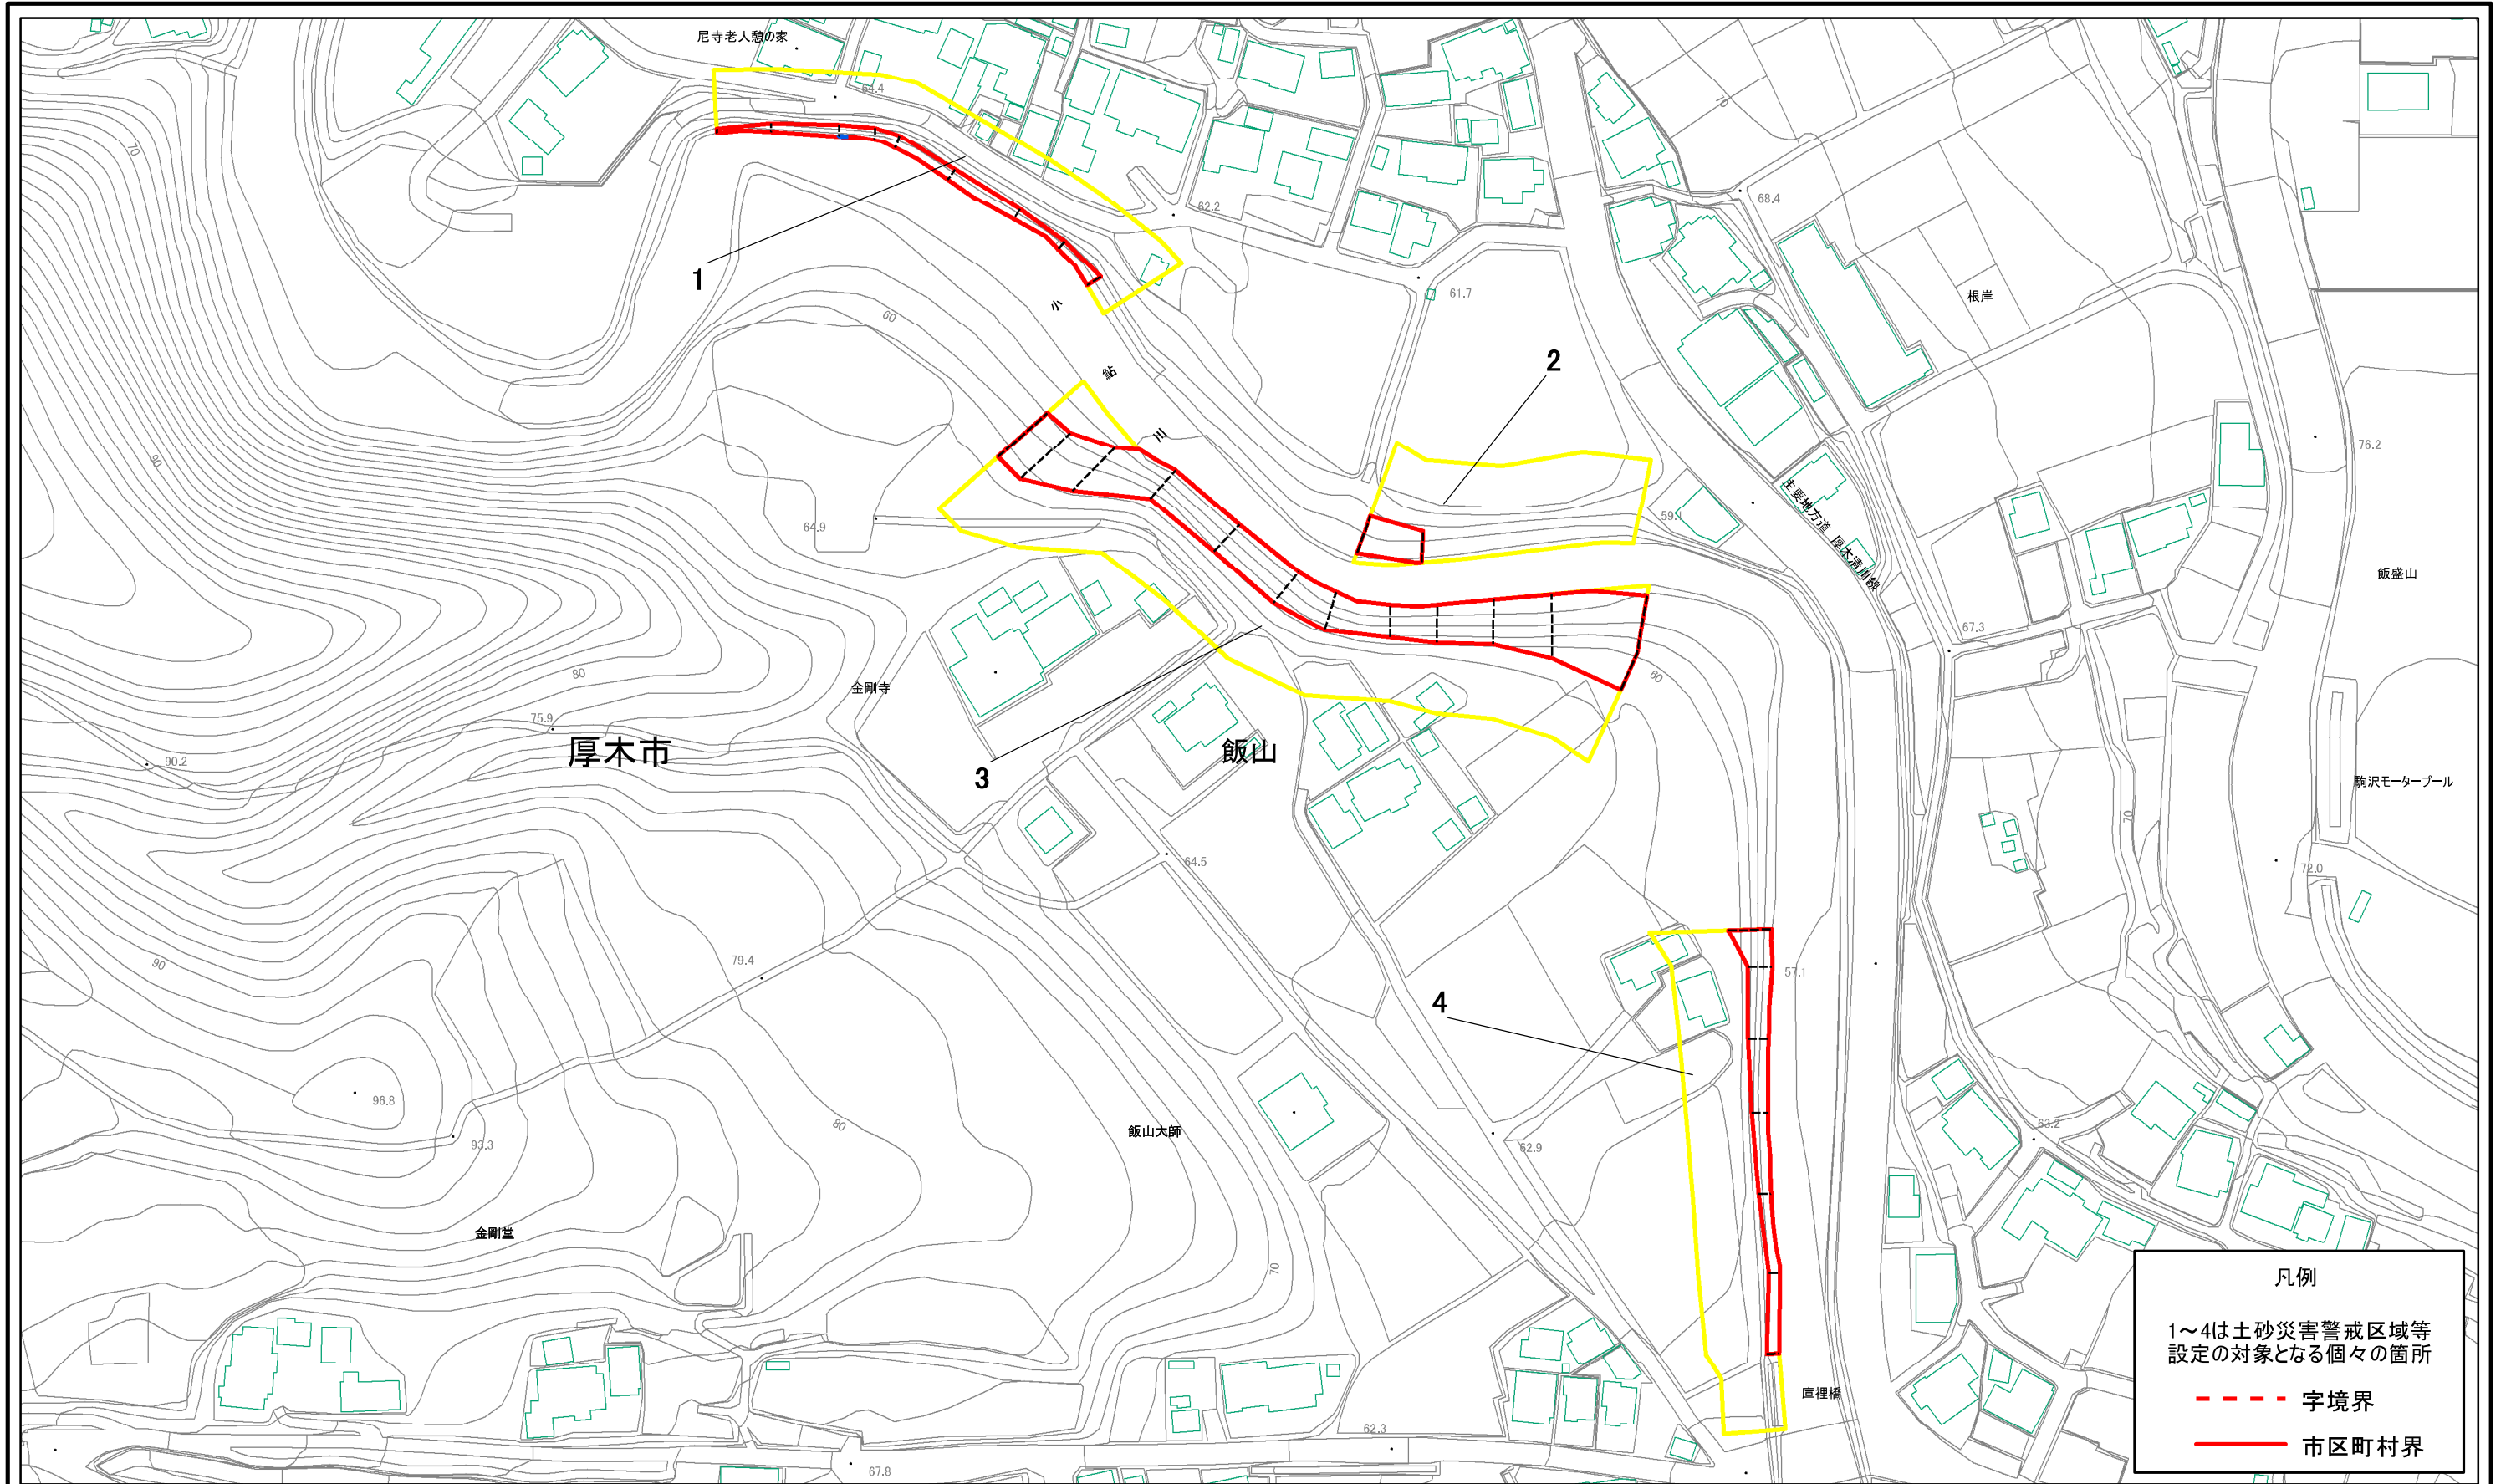 尼寺老人憩の家
64.4
70
70
62.2
68.4
1
小
61.7
根岸
60
鮎
2
川
76.2
90
主要地方道 厚木清川線
64.9
59.1
飯盛山
67.3
80
60
金剛寺
75.9
厚木市
飯山
90.2
3
駒沢モータープール
70
64.5
72.0
79.4
90
57.1
4
96.8
80
63.2
93.3
飯山大師
62.9
金剛堂
70
凡例
1～4は土砂災害警戒区域等
設定の対象となる個々の箇所
字境界
市区町村界
庫裡橋
62.3
67.8